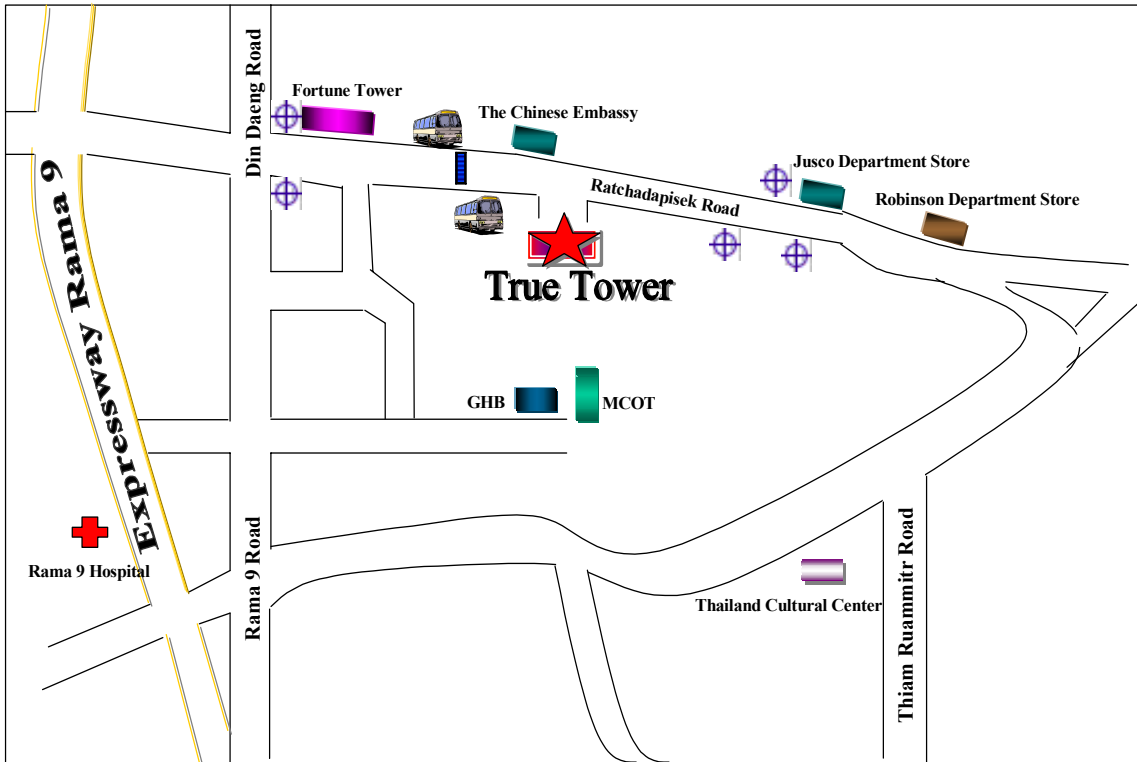 Din Daeng Road
Fortune Tower
The Chinese Embassy
Jusco Department Store
Ratchadapisek Road
Robinson Department Store
True Tower
Expressway Rama 9
GHB
MCOT
Rama 9 Hospital
Rama 9 Road
Thailand Cultural Center
Thiam Ruammitr Road